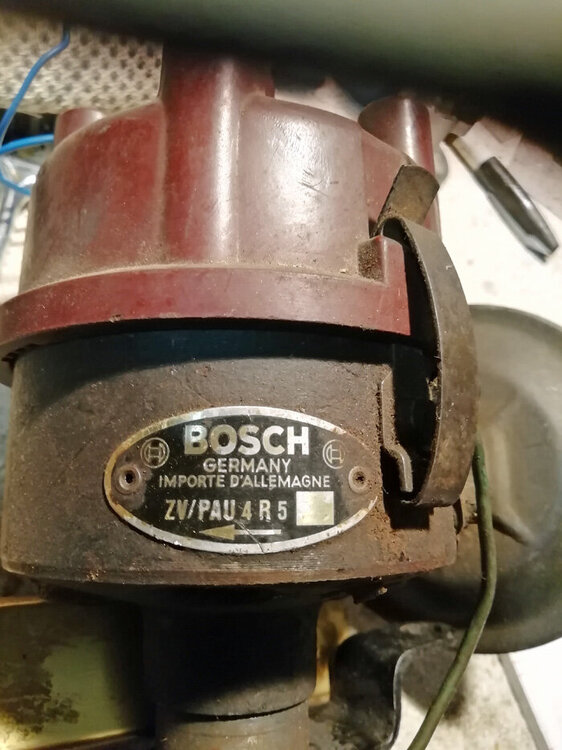 BOSCH
GERMANY
IMPORTE D'ALLEMAGNE
ZV/PAU 4 R 5